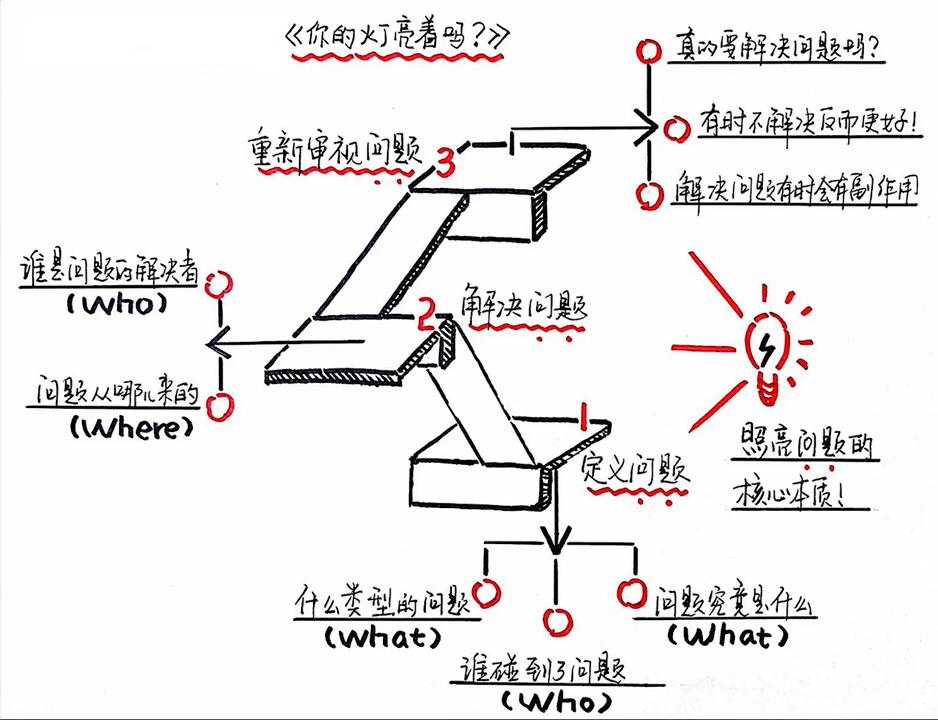 《你的灯亮着吗?》
真的要解决问题吗?
有时不解决反而更好!
解决问题有时会有副作用
重新审视问题
3
谁是问题的解决者
(Who)
2
解决问题
问题从哪儿来的
(Where)
1
定义问题
照亮问题的
核心本质!
什么类型的问题
(What)
问题究竟是什么
(What)
谁碰到了问题
(Who)